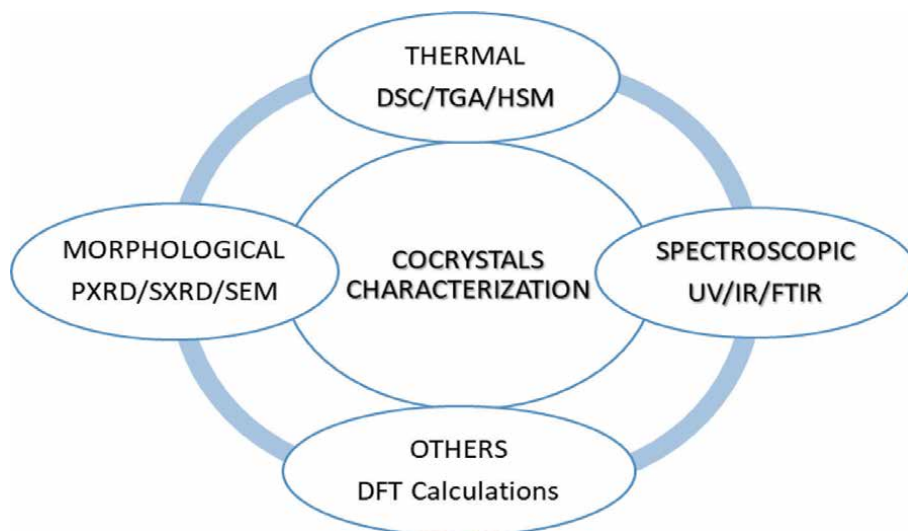 THERMAL
DSC/TGA/HSM
MORPHOLOGICAL
PXRD/SXRD/SEM
COCRYSTALS
CHARACTERIZATION
SPECTROSCOPIC
UV/IR/FTIR
OTHERS
DFT Calculations